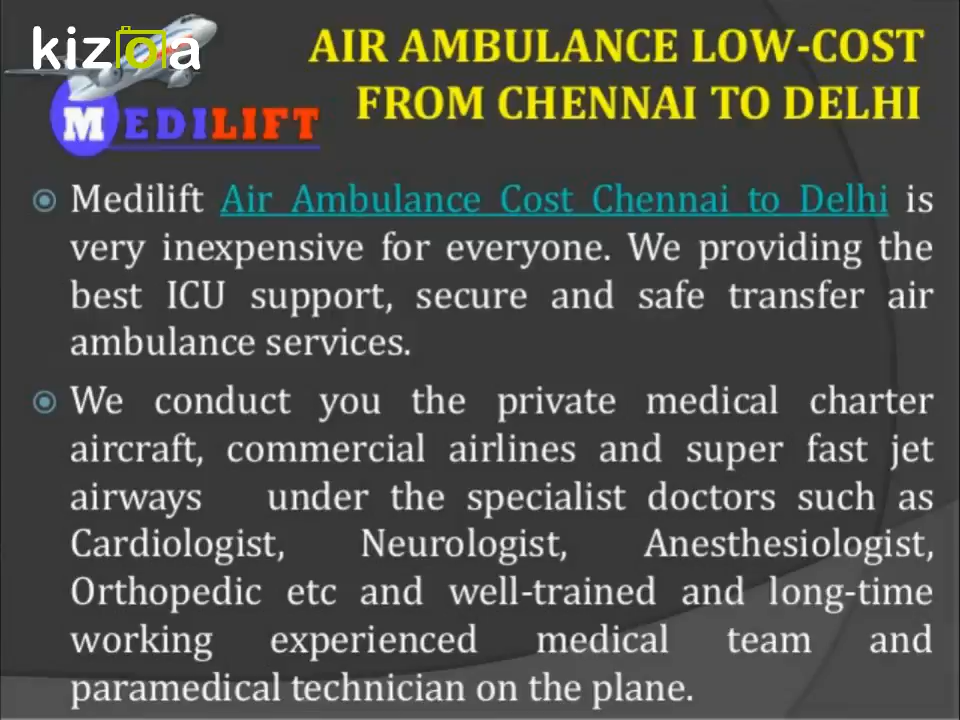 kizoa
MEDILIFT
AIR AMBULANCE LOW-COST
FROM CHENNAI TO DELHI
Medilift Air Ambulance Cost Chennai to Delhi is
very inexpensive for everyone. We providing the
best ICU support, secure and safe transfer air
ambulance services.
We conduct you the private medical charter
aircraft, commercial airlines and super fast jet
airways under the specialist doctors such as
Cardiologist, Neurologist, Anesthesiologist,
Orthopedic etc and well-trained and long-time
working experienced medical team and
paramedical technician on the plane.